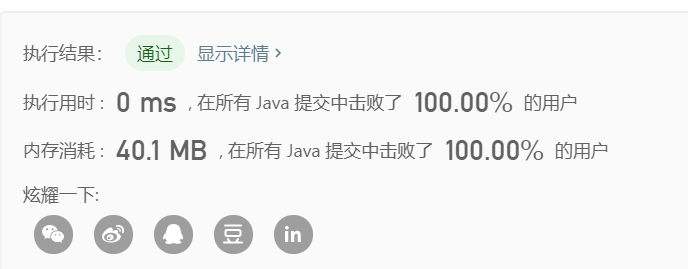 执行结果： 通过 显示详情 ›
执行用时 : 0 ms , 在所有 Java 提交中击败了 100.00% 的用户
内存消耗 : 40.1 MB , 在所有 Java 提交中击败了 100.00% 的用户
炫耀一下:
豆 in